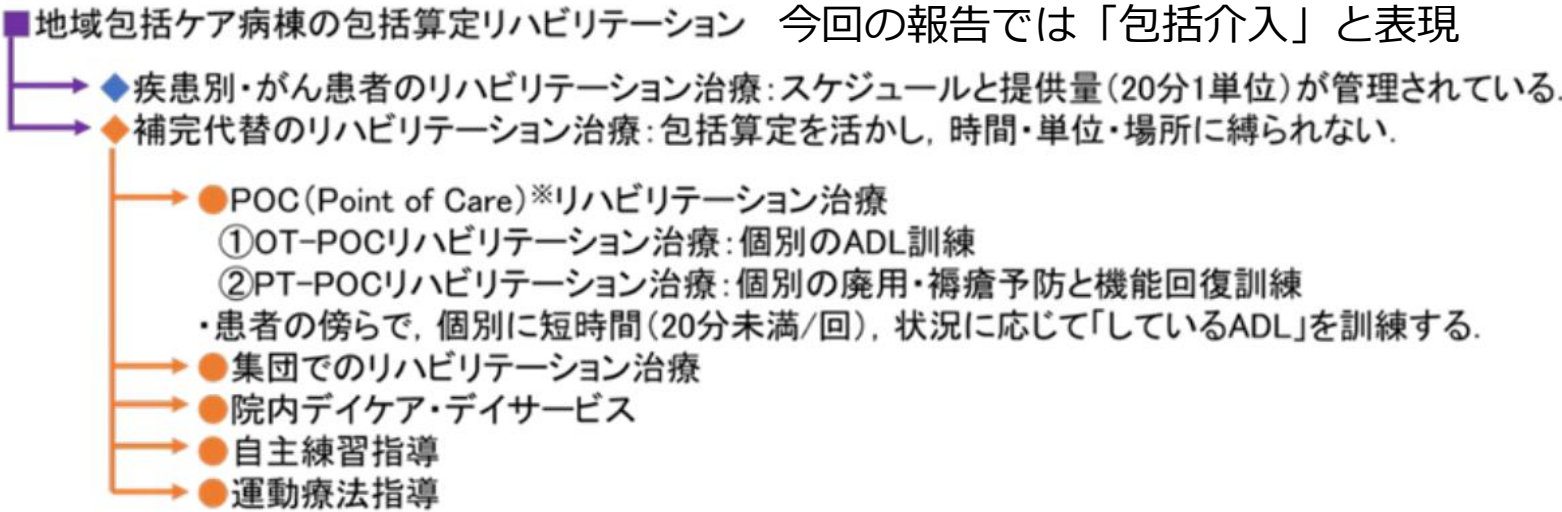 ■地域包括ケア病棟の包括算定リハビリテーション　今回の報告では「包括介入」と表現
◆疾患別・がん患者のリハビリテーション治療：スケジュールと提供量（20分1単位）が管理されている．
◆補完代替のリハビリテーション治療：包括算定を活かし，時間・単位・場所に縛られない．
●POC（Point of Care）※リハビリテーション治療
①OT-POCリハビリテーション治療：個別のADL訓練
②PT-POCリハビリテーション治療：個別の廃用・褥瘡予防と機能回復訓練
・患者の傍らで，個別に短時間（20分未満/回），状況に応じて「しているADL」を訓練する．
●集団でのリハビリテーション治療
●院内デイケア・デイサービス
●自主練習指導
●運動療法指導